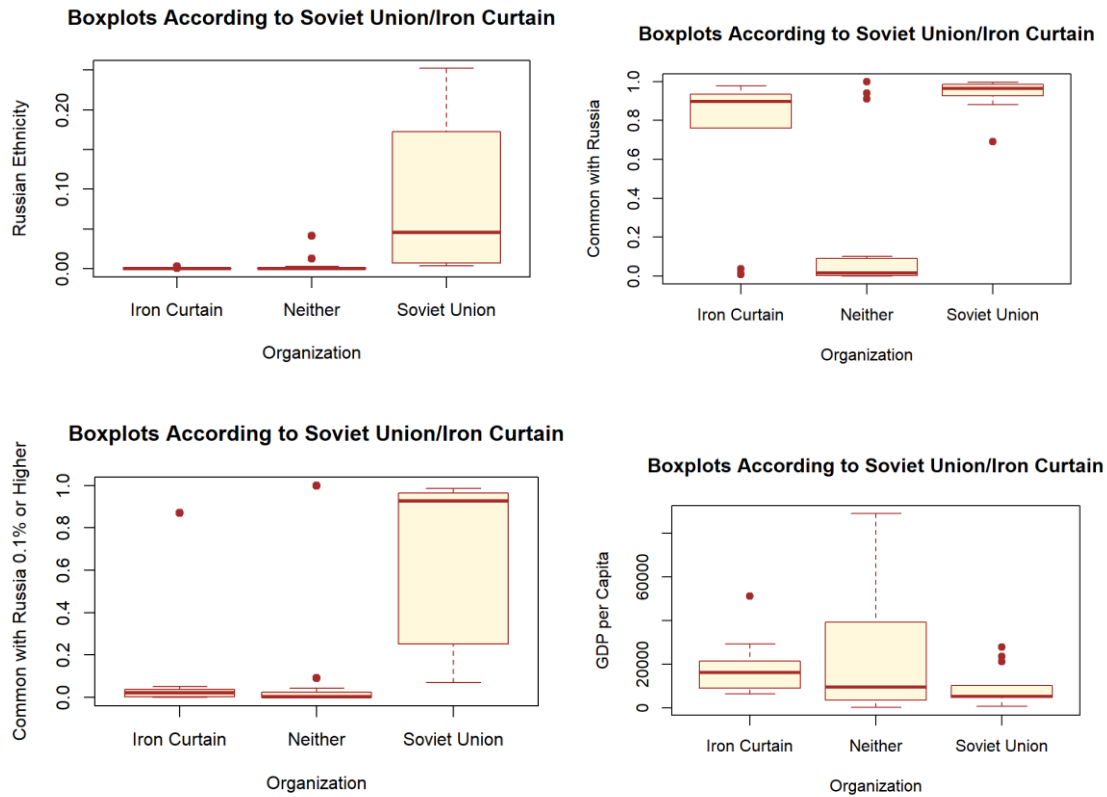 Boxplots According to Soviet Union/Iron Curtain
Russian Ethnicity
0.20
0.10
0.00
Iron Curtain Neither Soviet Union
Organization
Boxplots According to Soviet Union/Iron Curtain
Common with Russia
1.0
0.8
0.6
0.4
0.2
0.0
Iron Curtain Neither Soviet Union
Organization
Boxplots According to Soviet Union/Iron Curtain
Common with Russia 0.1% or Higher
1.0
0.8
0.6
0.4
0.2
0.0
Iron Curtain Neither Soviet Union
Organization
Boxplots According to Soviet Union/Iron Curtain
GDP per Capita
60000
20000
0
Iron Curtain Neither Soviet Union
Organization